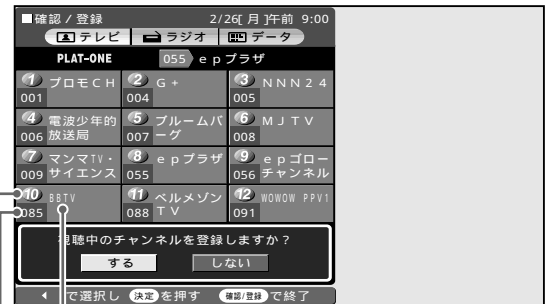 ■確認／登録 2/26[月]午前 9:00
テレビ ラジオ データ
PLAT-ONE 055 epプラザ
1 プロモCH 2 G+ 3 NNN24
001 004 005
4 電波少年的 5 ブルームバ 6 MJTV
006 放送局 007 ーグ 008
7 マンマTV・ 8 epプラザ 9 epゴロー
009 サイエンス 055 056 チャンネル
10 BBTV 11 ベルメゾン 12 WOWOW PPV1
085 088 TV 091
視聴中のチャンネルを登録しますか？
する しない
で選択し 決定 を押す 確認/登録 で終了